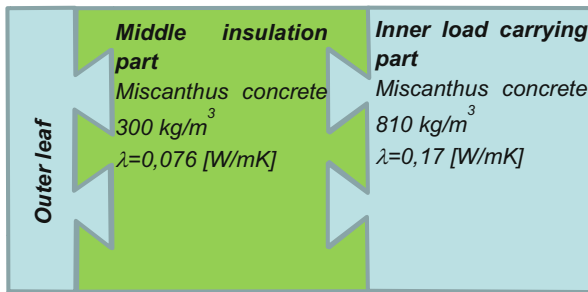 Outer leaf
Middle insulation
part
Miscanthus concrete
300 kg/m³
λ=0,076 [W/mK]
Inner load carrying
part
Miscanthus concrete
810 kg/m³
λ=0,17 [W/mK]